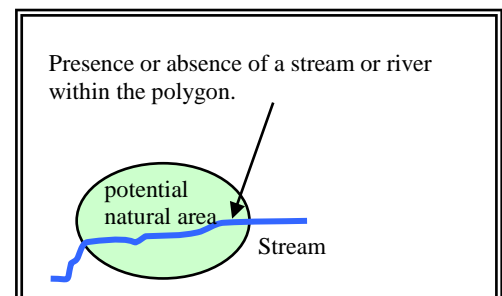 Presence or absence of a stream or river
within the polygon.
potential
natural area
Stream